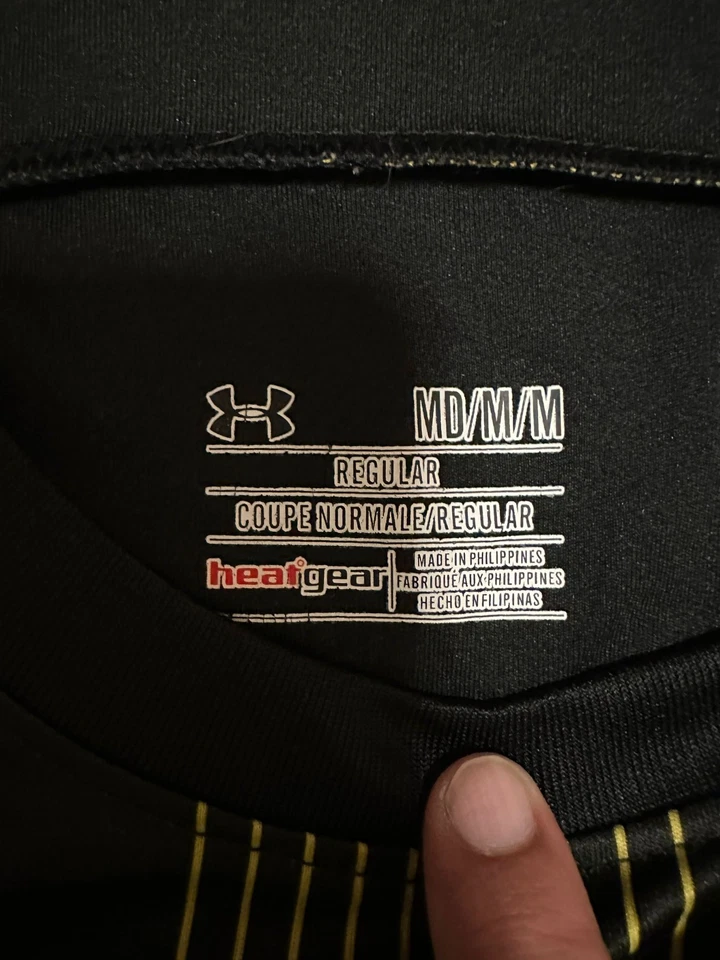 MD/M/M
REGULAR
COUPE NORMALE/REGULAR
heatgear
MADE IN PHILIPPINES
FABRIQUÉ AUX PHILIPPINES
HECHO EN FILIPINAS